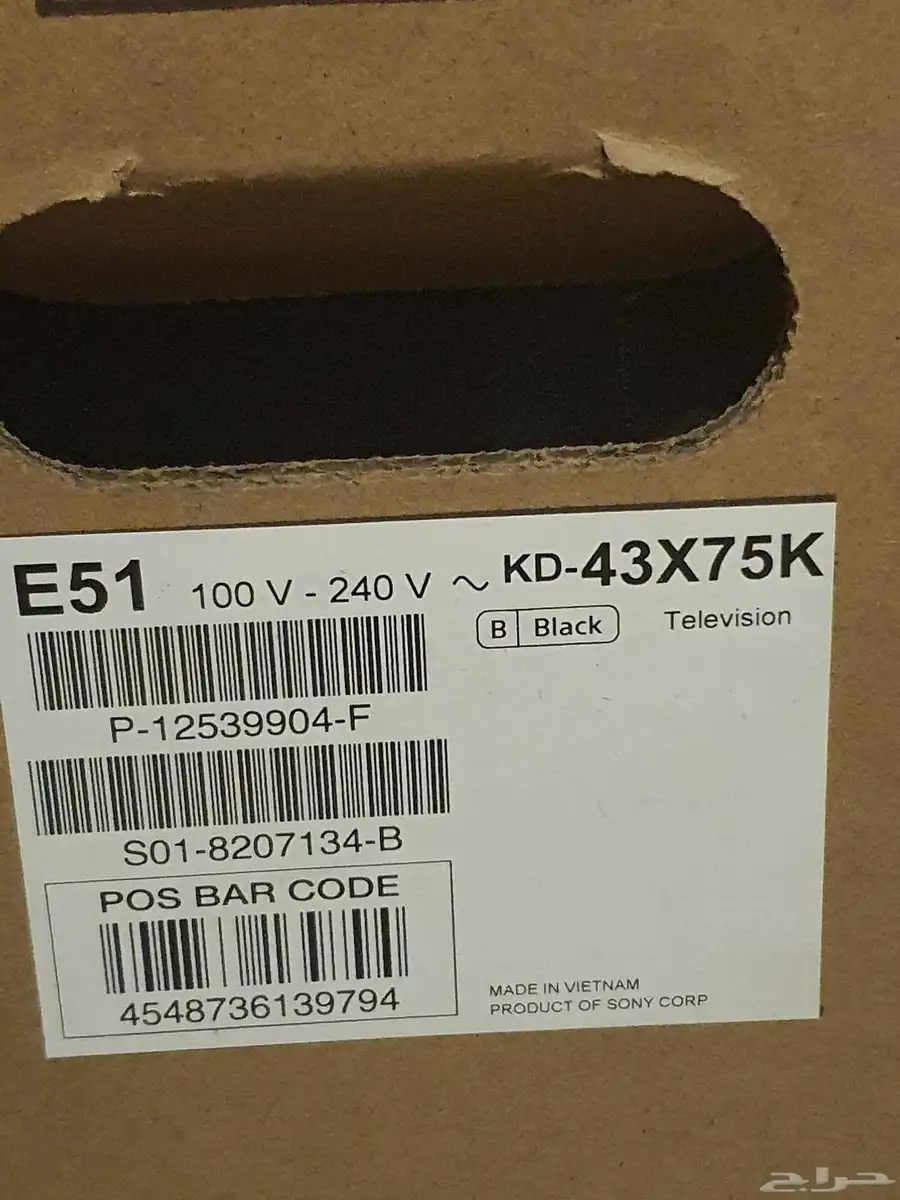 E51 100 V - 240 V ~ KD-43X75K
B Black Television
P-12539904-F
S01-8207134-B
POS BAR CODE
4548736139794
MADE IN VIETNAM
PRODUCT OF SONY CORP
حراج